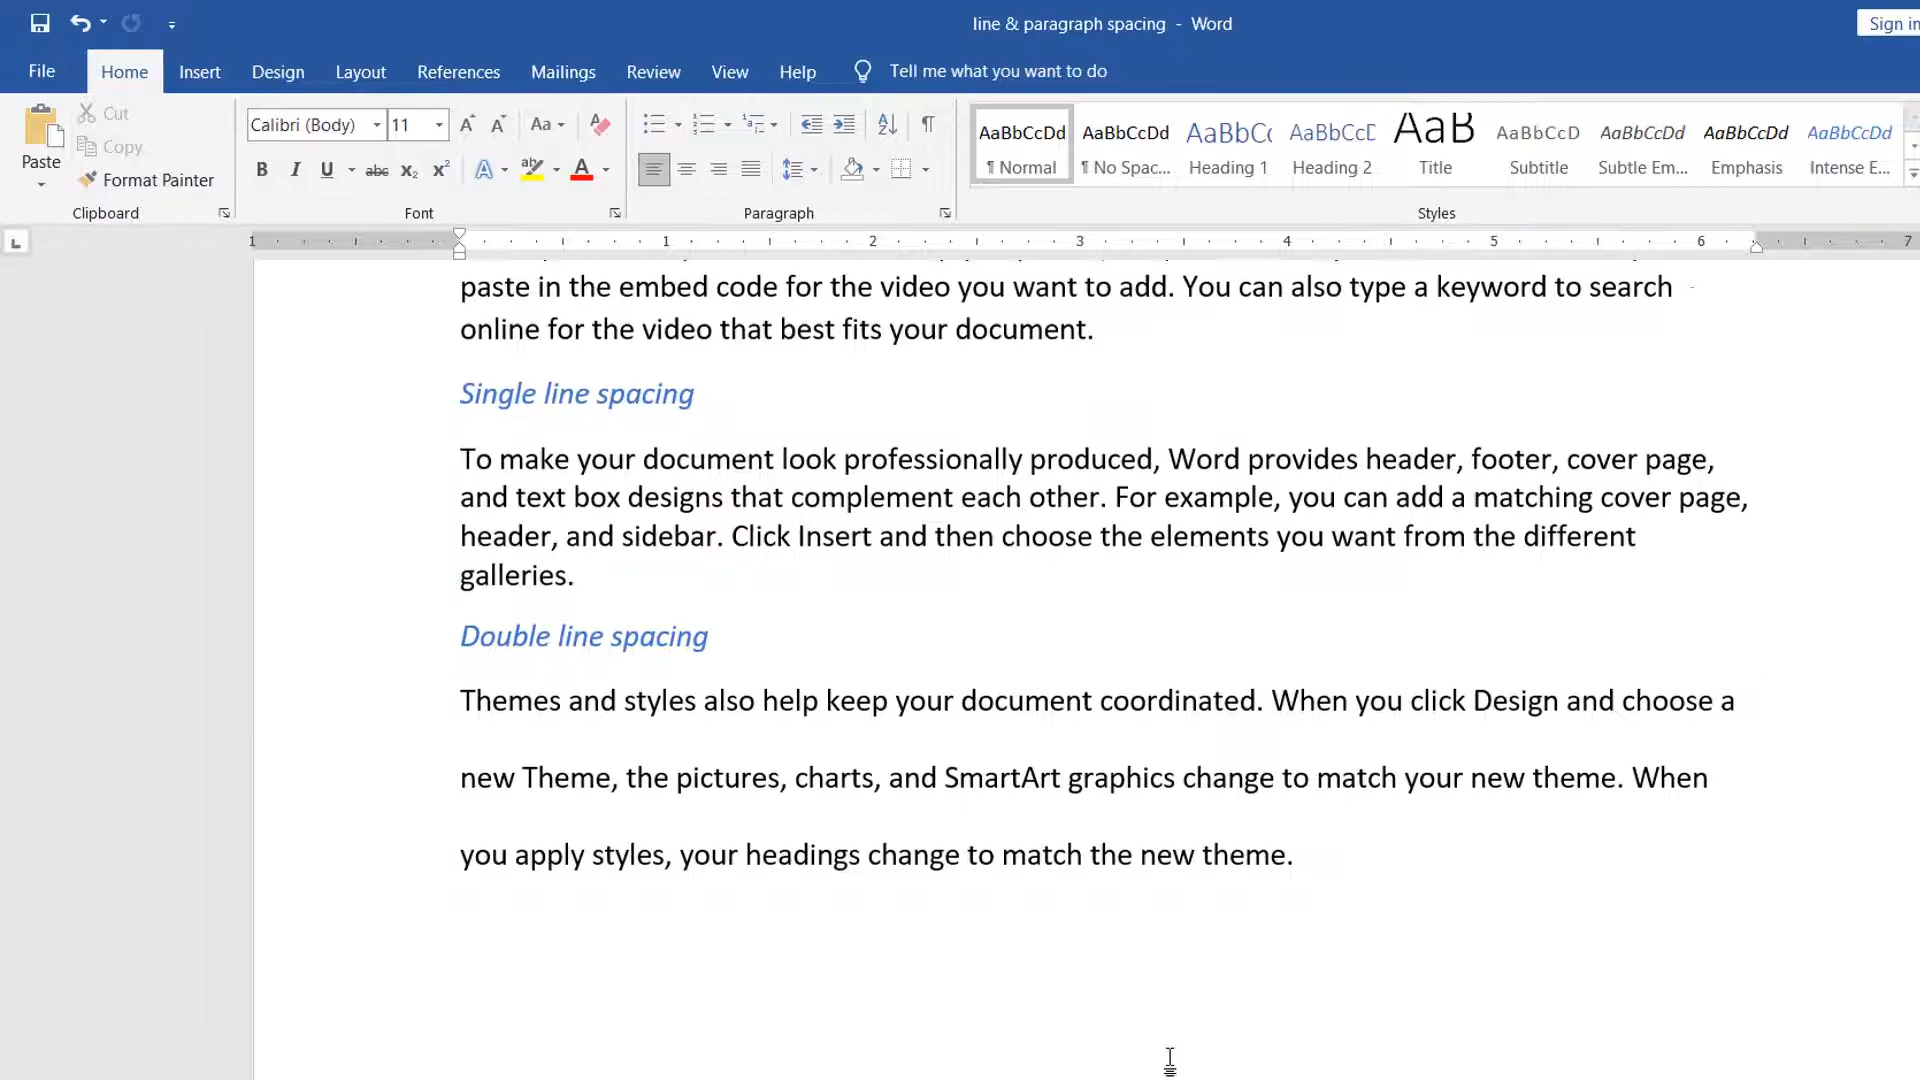 line & paragraph spacing - Word
Sign in
File Home Insert Design Layout References Mailings Review View Help Tell me what you want to do
Paste
Cut
Copy
Format Painter
Clipboard
Calibri (Body) 11
Font
Paragraph
AaBbCcDd AaBbCcDd AaBbCc AaBbCcD AaB AaBbCcD AaBbCcDd AaBbCcDd AaBbCcDd
¶ Normal ¶ No Spac... Heading 1 Heading 2 Title Subtitle Subtle Em... Emphasis Intense E...
Styles
1 1 2 3 4 5 6 7
paste in the embed code for the video you want to add. You can also type a keyword to search
online for the video that best fits your document.
Single line spacing
To make your document look professionally produced, Word provides header, footer, cover page,
and text box designs that complement each other. For example, you can add a matching cover page,
header, and sidebar. Click Insert and then choose the elements you want from the different
galleries.
Double line spacing
Themes and styles also help keep your document coordinated. When you click Design and choose a
new Theme, the pictures, charts, and SmartArt graphics change to match your new theme. When
you apply styles, your headings change to match the new theme.